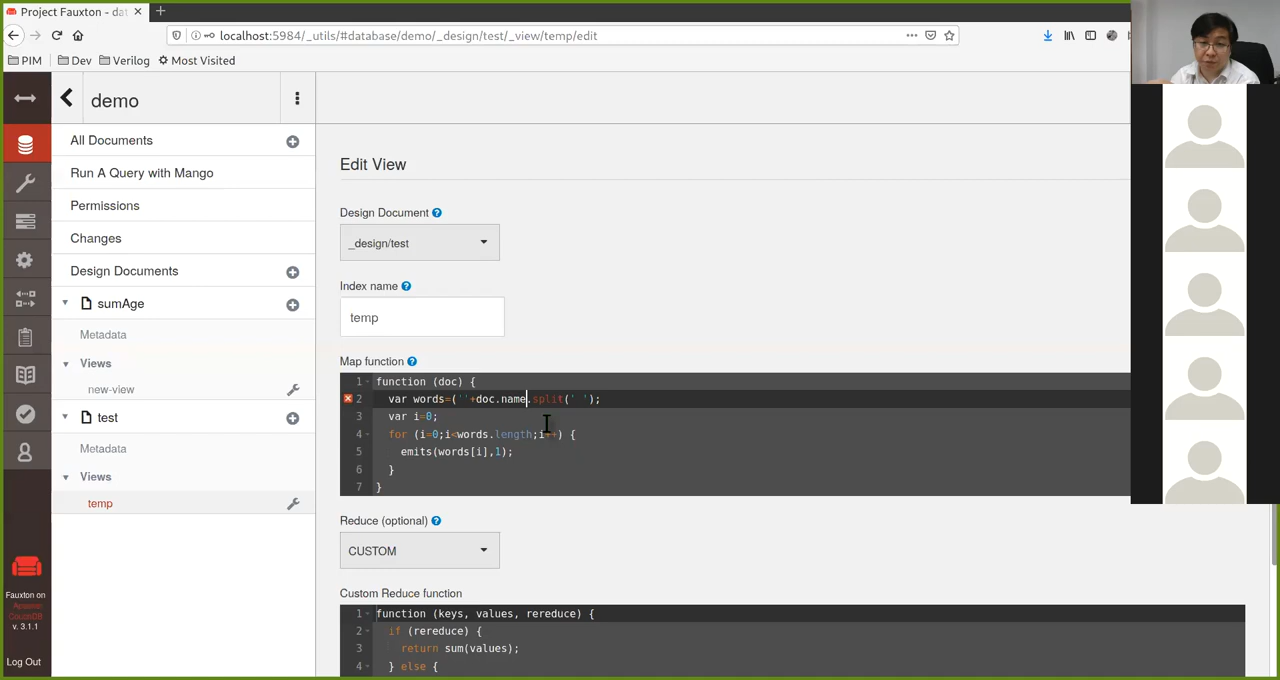 Project Fauxton - dat
localhost:5984/_utils/#database/demo/_design/test/_view/temp/edit
PIM Dev Verilog Most Visited
demo
All Documents
Run A Query with Mango
Permissions
Changes
Design Documents
sumAge
Metadata
Views
new-view
test
Metadata
Views
temp
Fauxton on
Apache
CouchDB
v. 3.1.1
Log Out
Edit View
Design Document
_design/test
Index name
temp
Map function
1 function (doc) {
2 var words=(''+doc.name.split(' ');
3 var i=0;
4 for (i=0;i<words.length;i++) {
5 emits(words[i],1);
6 }
7 }
Reduce (optional)
CUSTOM
Custom Reduce function
1 function (keys, values, rereduce) {
2 if (rereduce) {
3 return sum(values);
4 } else {